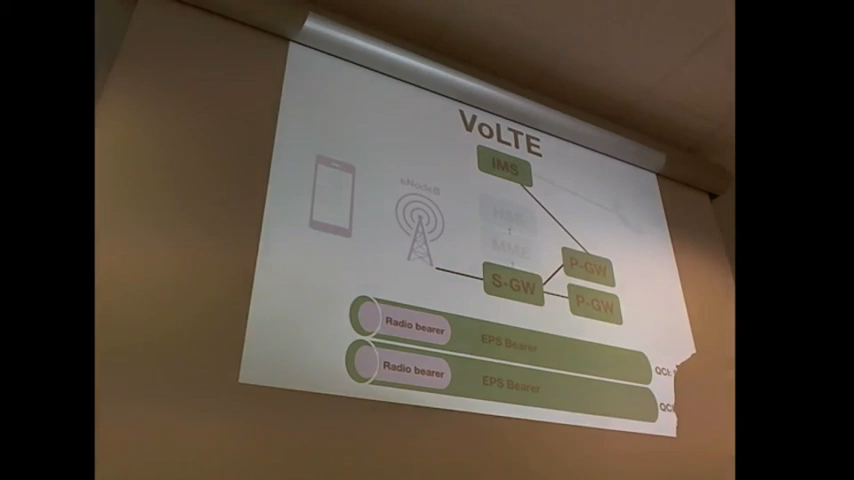 VoLTE
IMS
eNodeB
HSS
MME
P-GW
S-GW
P-GW
Radio bearer
EPS Bearer
QCI:
Radio bearer
EPS Bearer
QCI